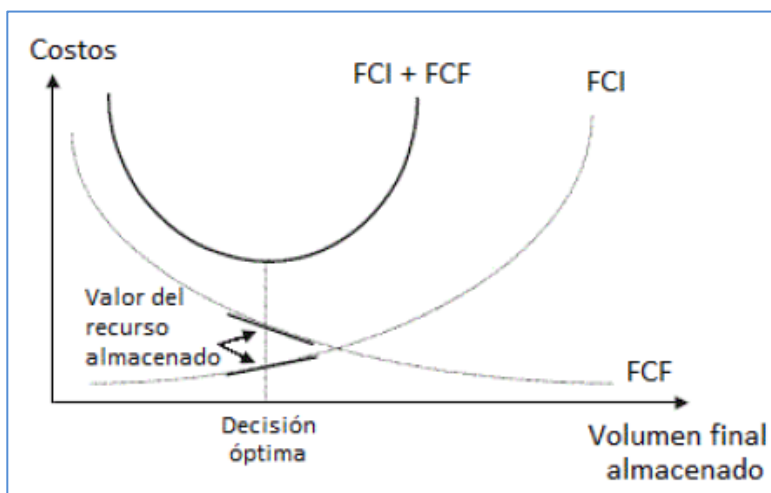 Costos
FCI + FCF
FCI
Valor del
recurso
almacenado
FCF
Decisión
óptima
Volumen final
almacenado